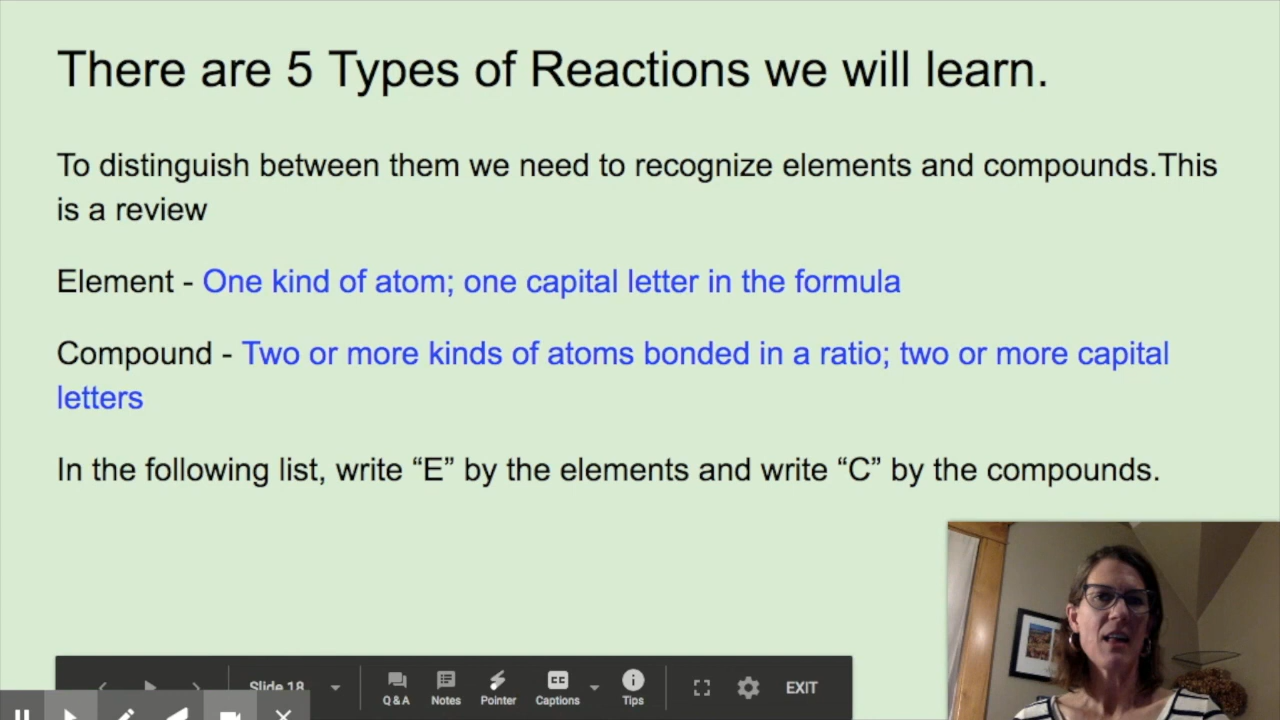 There are 5 Types of Reactions we will learn.
To distinguish between them we need to recognize elements and compounds.This
is a review
Element - One kind of atom; one capital letter in the formula
Compound - Two or more kinds of atoms bonded in a ratio; two or more capital
letters
In the following list, write “E” by the elements and write “C” by the compounds.
Slide 18
Q & A Notes Pointer CC Captions Tips EXIT